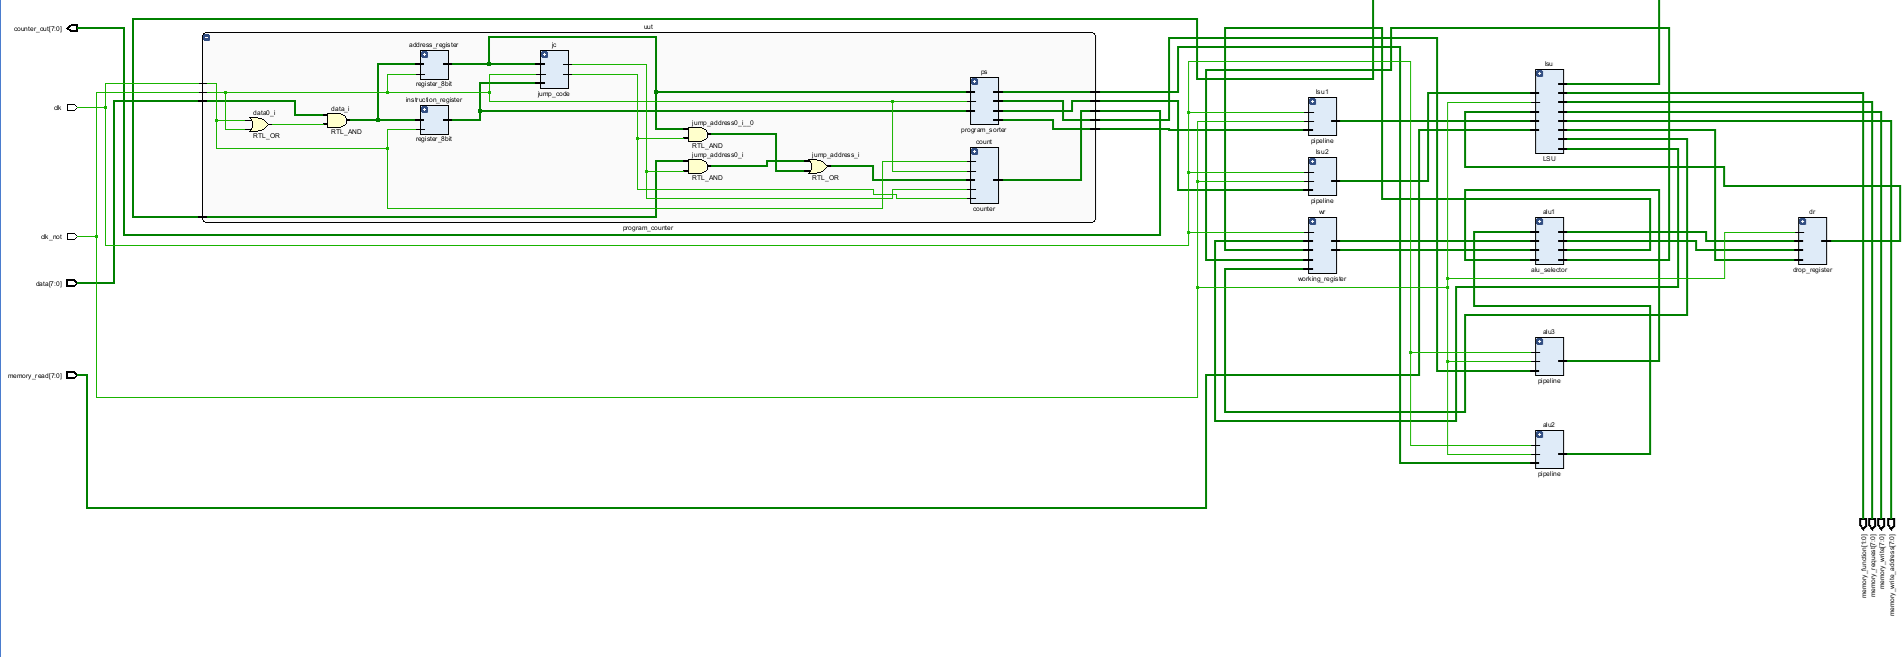 counter_out[7:0]
clk
clk_not
data[7:0]
memory_read[7:0]
uut
address_register
register_8bit
instruction_register
register_8bit
data0_i
RTL_OR
data_i
RTL_AND
jc
jump_code
jump_address0_i__0
RTL_AND
jump_address0_i
RTL_AND
jump_address_i
RTL_OR
ps
program_sorter
count
counter
program_counter
lsu1
pipeline
lsu2
pipeline
wr
working_register
lsu
LSU
alu1
alu_selector
alu3
pipeline
alu2
pipeline
dr
drop_register
memory_function[1:0]
memory_request[7:0]
memory_write[7:0]
memory_write_address[7:0]